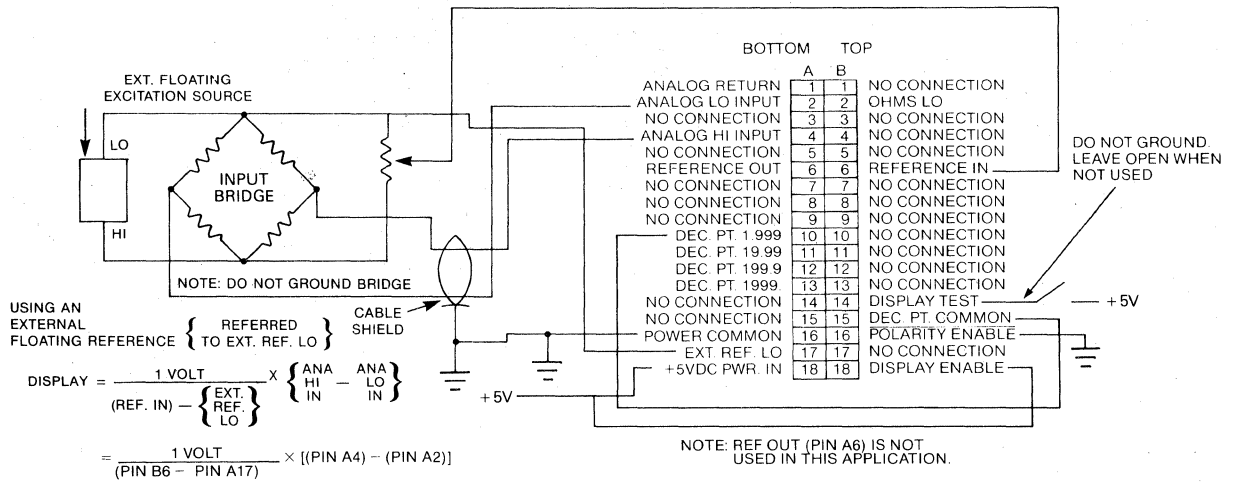 BOTTOM TOP
A B
ANALOG RETURN 1 1 NO CONNECTION
ANALOG LO INPUT 2 2 OHMS LO
NO CONNECTION 3 3 NO CONNECTION
ANALOG HI INPUT 4 4 NO CONNECTION
NO CONNECTION 5 5 NO CONNECTION
REFERENCE OUT 6 6 REFERENCE IN
NO CONNECTION 7 7 NO CONNECTION
NO CONNECTION 8 8 NO CONNECTION
NO CONNECTION 9 9 NO CONNECTION
DEC. PT. 1.999 10 10 NO CONNECTION
DEC. PT. 19.99 11 11 NO CONNECTION
DEC. PT. 199.9 12 12 NO CONNECTION
DEC. PT. 1999. 13 13 NO CONNECTION
NO CONNECTION 14 14 DISPLAY TEST
NO CONNECTION 15 15 DEC. PT. COMMON
POWER COMMON 16 16 POLARITY ENABLE
EXT. REF. LO 17 17 NO CONNECTION
+5VDC PWR. IN 18 18 DISPLAY ENABLE
EXT. FLOATING
EXCITATION SOURCE
LO
HI
INPUT
BRIDGE
NOTE: DO NOT GROUND BRIDGE
CABLE
SHIELD
DO NOT GROUND.
LEAVE OPEN WHEN
NOT USED
+5V
+5V
USING AN
EXTERNAL
FLOATING REFERENCE { REFERRED
TO EXT. REF. LO }
DISPLAY = 1 VOLT × { ANA HI IN − ANA LO IN }
(REF. IN) − { EXT. REF. LO }
= 1 VOLT × [(PIN A4) − (PIN A2)]
(PIN B6 − PIN A17)
NOTE: REF OUT (PIN A6) IS NOT
USED IN THIS APPLICATION.